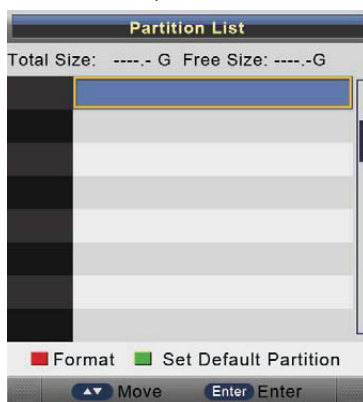 Partition List
Total Size: ----.- G Free Size: ----.-G
Format Set Default Partition
Move Enter Enter